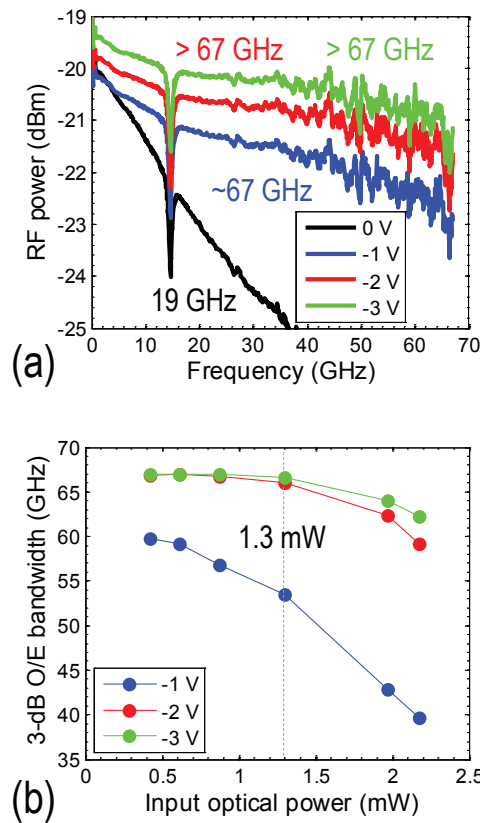 -19
-20
-21
-22
-23
-24
-25
RF power (dBm)
> 67 GHz
> 67 GHz
~67 GHz
19 GHz
0 V
-1 V
-2 V
-3 V
0 10 20 30 40 50 60 70
Frequency (GHz)
(a)
70
65
60
55
50
45
40
35
3-dB O/E bandwidth (GHz)
1.3 mW
-1 V
-2 V
-3 V
0 0.5 1 1.5 2 2.5
Input optical power (mW)
(b)